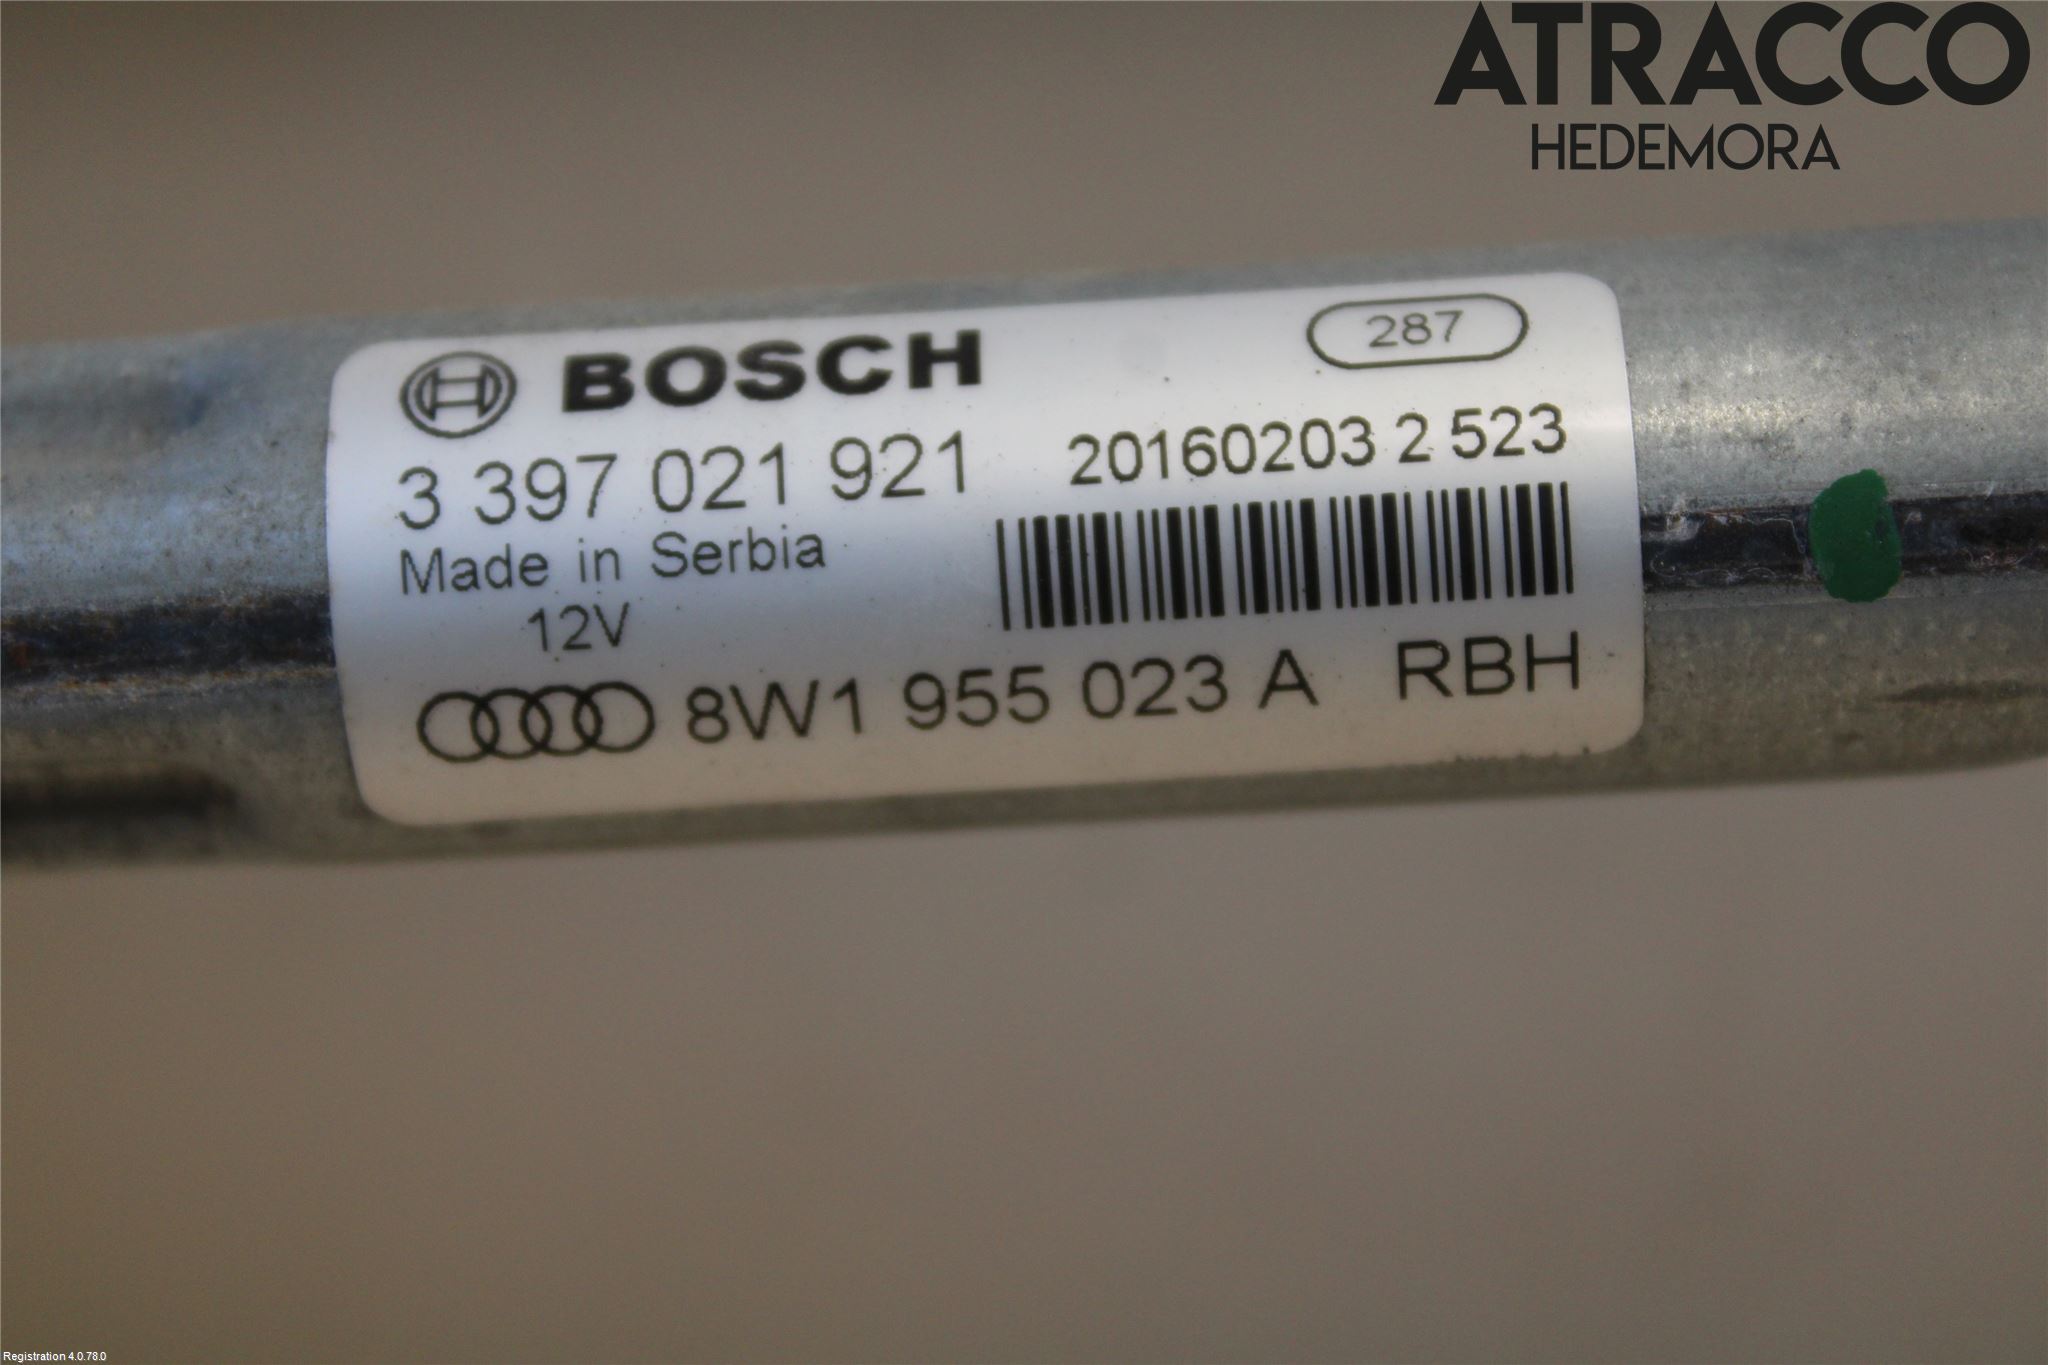 ATRACCO
HEDEMORA
BOSCH
287
3 397 021 921
20160203 2 523
Made in Serbia
12V
8W1 955 023 A RBH
Registration 4.0.78.0